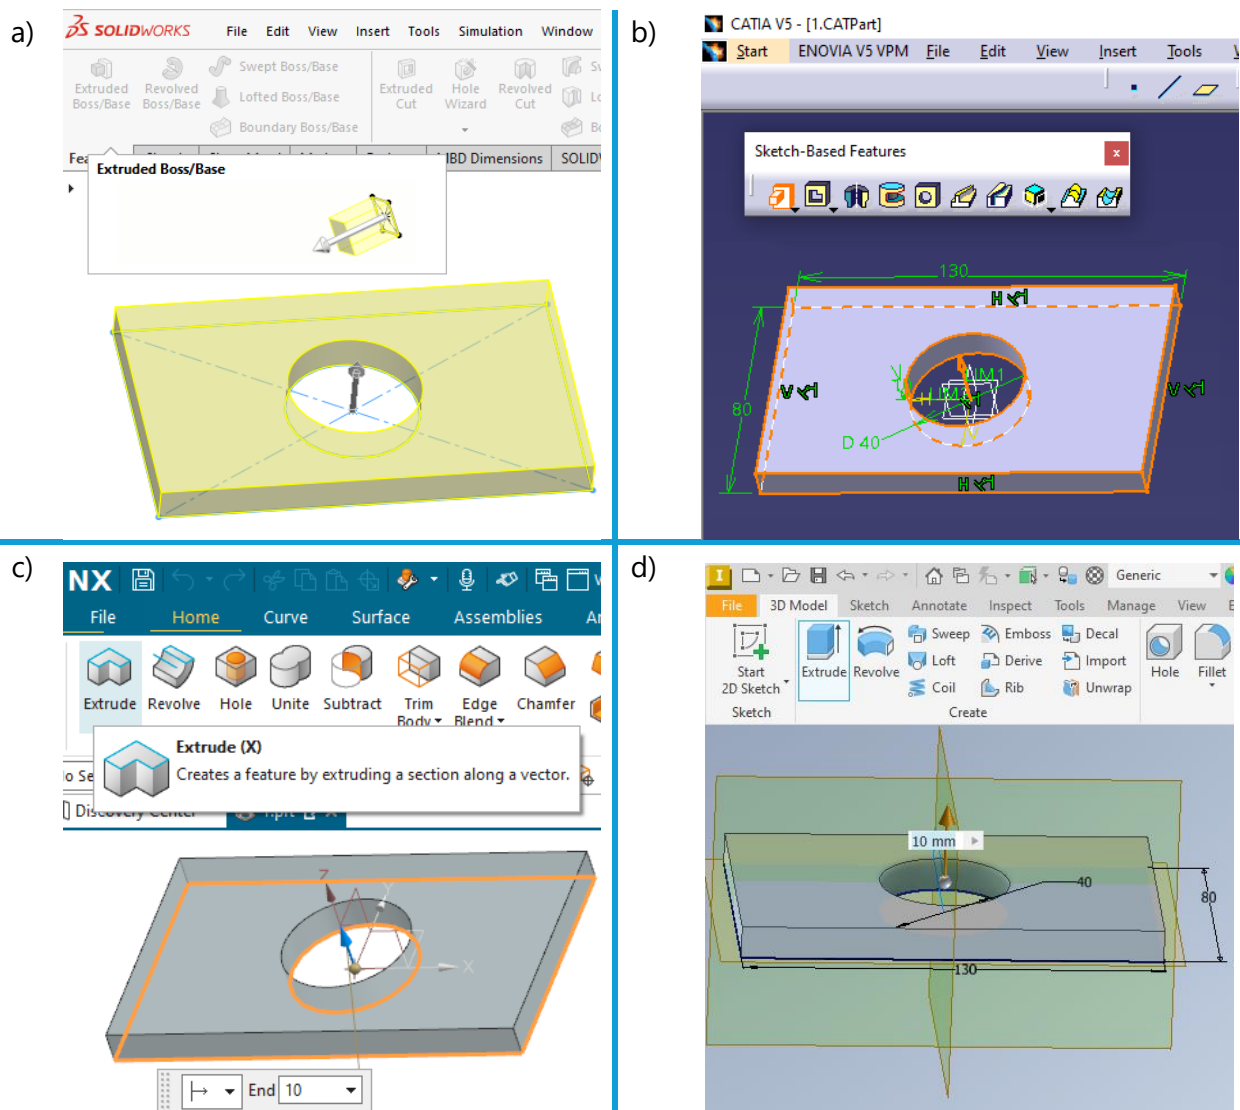 a)
SOLIDWORKS File Edit View Insert Tools Simulation Window
Extruded Boss/Base
Revolved Boss/Base
Swept Boss/Base
Lofted Boss/Base
Boundary Boss/Base
Extruded Cut
Hole Wizard
Revolved Cut
MBD Dimensions
Extruded Boss/Base
b)
CATIA V5 - [1.CATPart]
Start ENOVIA V5 VPM File Edit View Insert Tools
Sketch-Based Features
x
130
H
V
V
80
D 40
H
H
c)
NX
File Home Curve Surface Assemblies
Extrude Revolve Hole Unite Subtract Trim Body Edge Blend Chamfer
Extrude (X)
Creates a feature by extruding a section along a vector.
Discovery Center
Z
Y
X
End 10
d)
I Generic
File 3D Model Sketch Annotate Inspect Tools Manage View
Start 2D Sketch
Extrude Revolve
Sweep Emboss Decal
Loft Derive Import
Coil Rib Unwrap
Hole Fillet
Sketch Create
10 mm
40
80
130